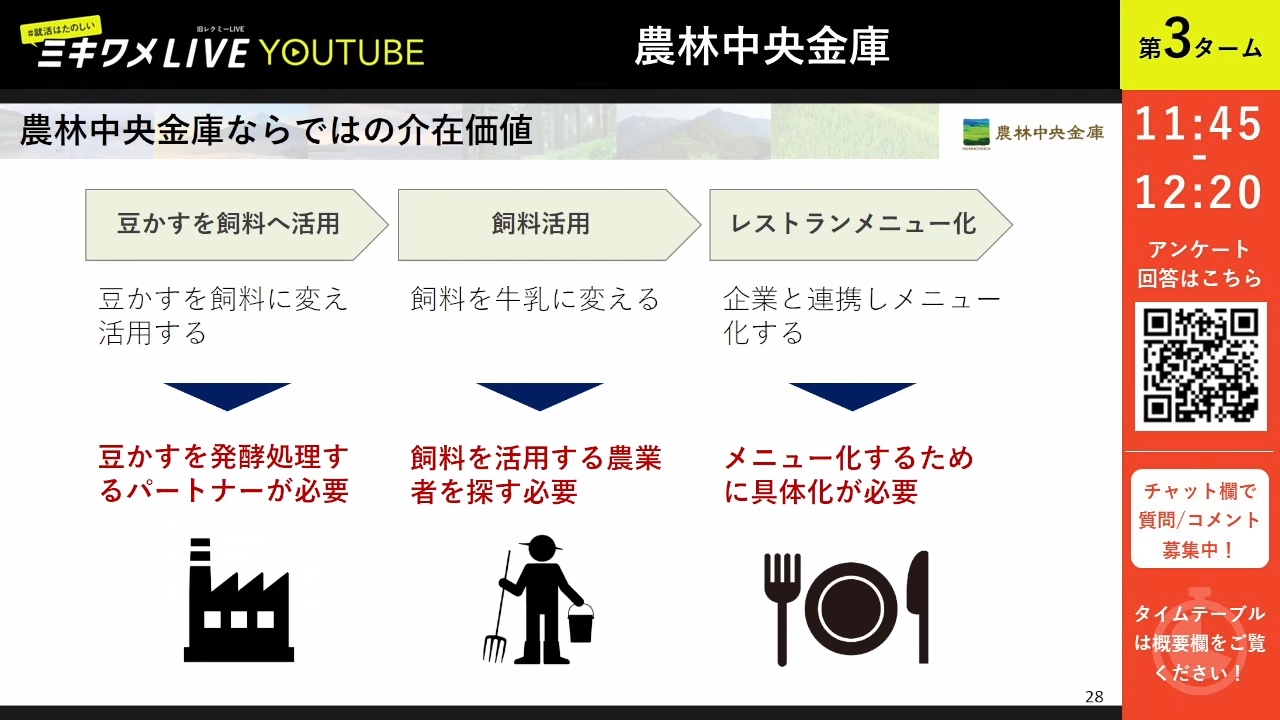 #就活はたのしい
旧レクミーLIVE
ミキワメLIVE YOUTUBE
農林中央金庫
第3ターム
農林中央金庫ならではの介在価値
農林中央金庫
11:45
-
12:20
アンケート
回答はこちら
豆かすを飼料へ活用
飼料活用
レストランメニュー化
豆かすを飼料に変え
活用する
飼料を牛乳に変える
企業と連携しメニュー
化する
豆かすを発酵処理す
るパートナーが必要
飼料を活用する農業
者を探す必要
メニュー化するため
に具体化が必要
チャット欄で
質問/コメント
募集中！
タイムテーブル
は概要欄をご覧
ください！
28